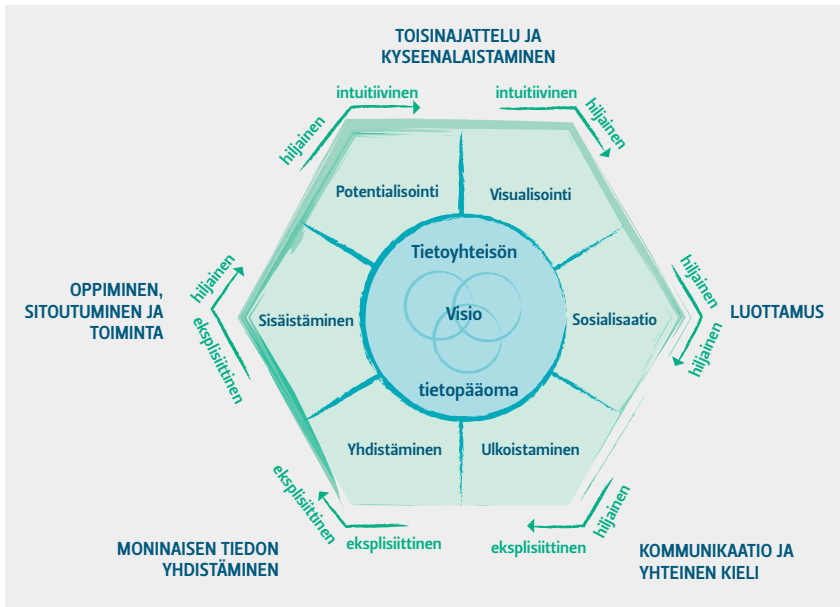 TOISINAJATTELU JA
KYSEENALAISTAMINEN
intuitiivinen
intuitiivinen
hiljainen
hiljainen
Potentialisointi
Visualisointi
Tietoyhteisön
hiljainen
hiljainen
OPPIMINEN,
SITOUTUMINEN JA
TOIMINTA
Sisäistäminen
Visio
Sosialisaatio
LUOTTAMUS
eksplisiittinen
hiljainen
tietopääoma
Yhdistäminen
Ulkoistaminen
eksplisiittinen
hiljainen
eksplisiittinen
eksplisiittinen
MONINAISEN TIEDON
YHDISTÄMINEN
KOMMUNIKAATIO JA
YHTEINEN KIELI